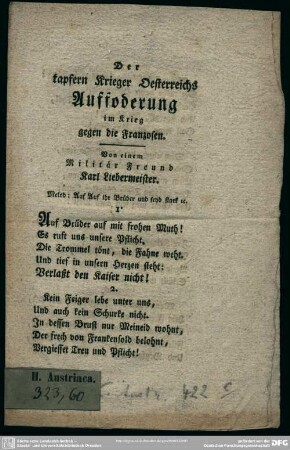 Der
tapfern Krieger Oesterreichs
Auffoderung
im Krieg
gegen die Franzosen.
Von einem
Militär Freund
Karl Liebermeister.
Melod: Auf Auf ihr Brüder und seyd stark ꝛc.
1.
Auf Brüder auf mit frohen Muth!
Es ruft uns unsere Pflicht.
Die Trommel tönt, die Fahne weht.
Und tief in unsern Herzen steht:
Verlaßt den Kaiser nicht!
2.
Kein Feiger lebe unter uns,
Und auch kein Schurke nicht.
In dessen Brust nur Meineid wohnt,
Der frech von Frankensold belohnt,
Vergisset Treu und Pflicht!
H. Austriaca.
323,60
422